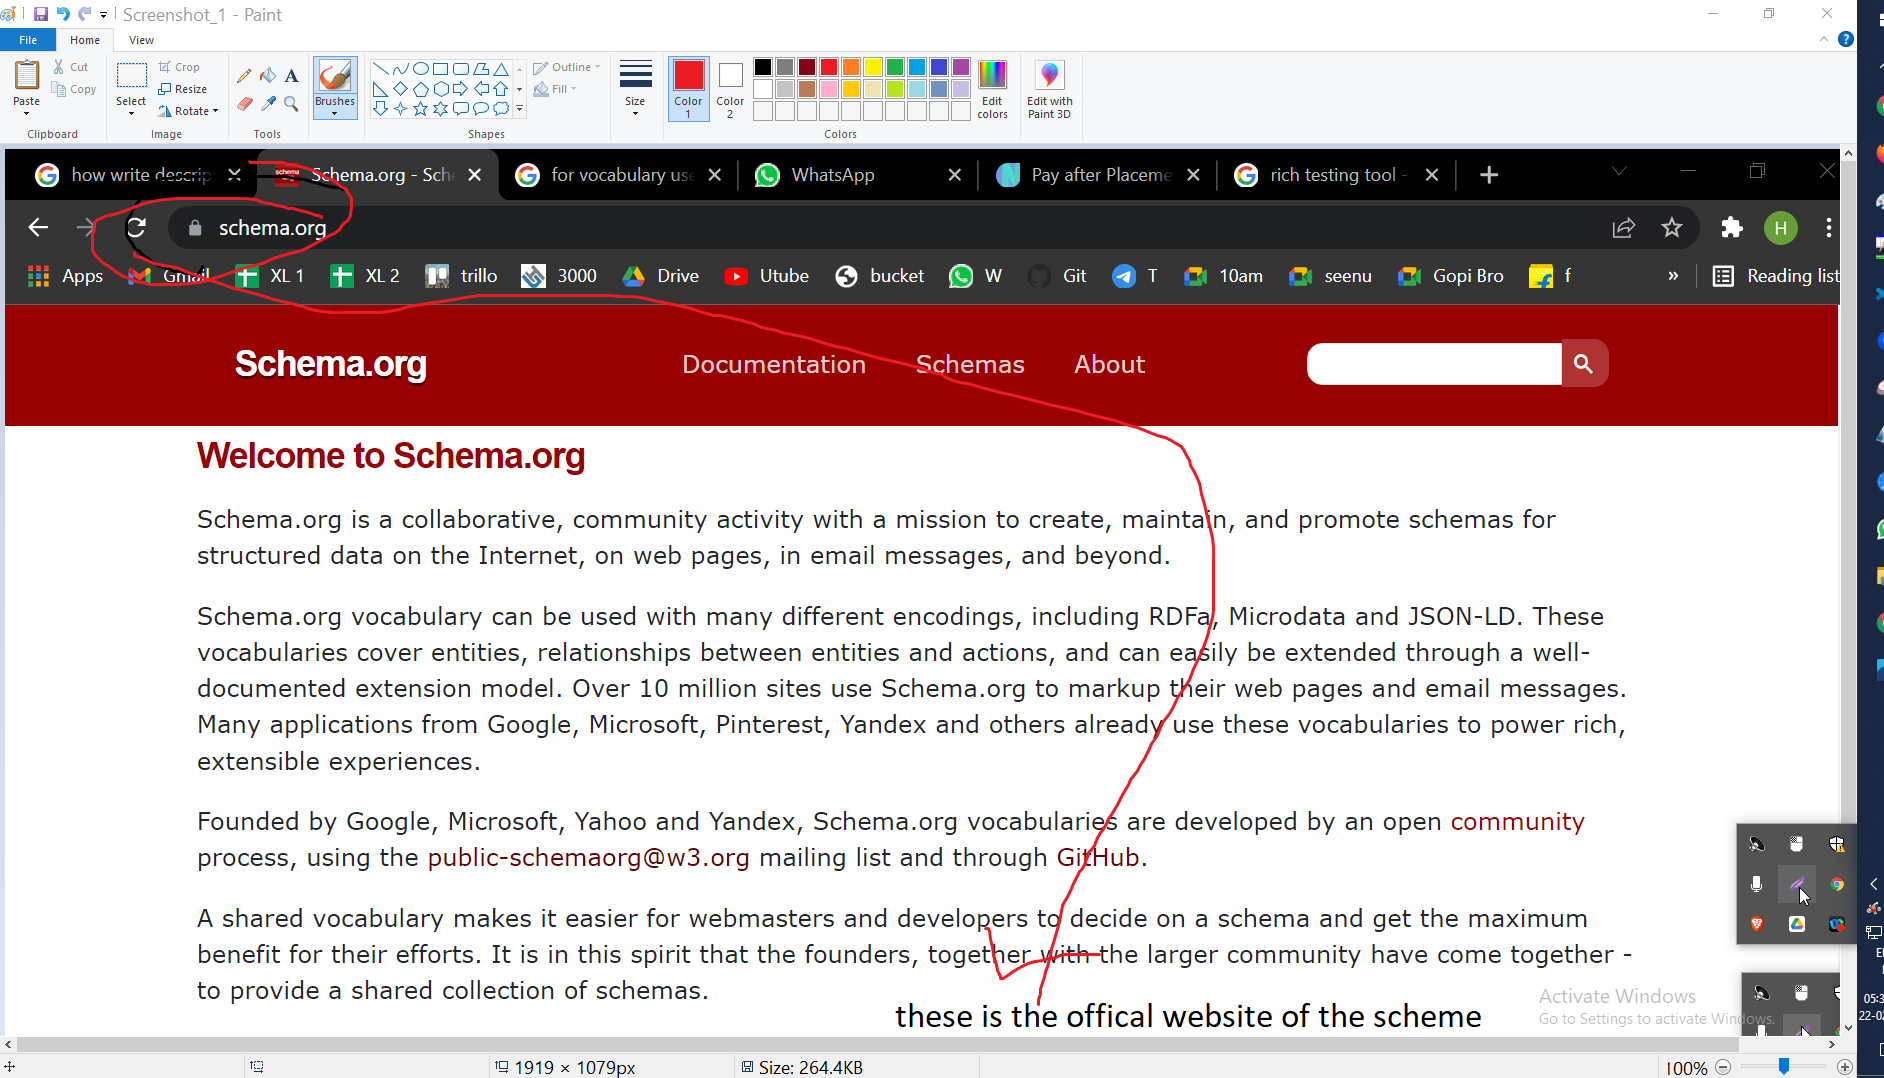 Screenshot_1 - Paint
File Home View
Paste
Cut
Copy
Clipboard
Select
Crop
Resize
Rotate
Image
Tools
Brushes
Shapes
Outline
Fill
Size
Color 1
Color 2
Edit colors
Colors
Edit with Paint 3D
how write descrip
schema
Schema.org - Sche
for vocabulary use
WhatsApp
Pay after Placeme
rich testing tool -
schema.org
H
Apps Gmail XL 1 XL 2 trillo 3000 Drive Utube bucket W Git T 10am seenu Gopi Bro f » Reading list
Schema.org Documentation Schemas About
Welcome to Schema.org
Schema.org is a collaborative, community activity with a mission to create, maintain, and promote schemas for
structured data on the Internet, on web pages, in email messages, and beyond.
Schema.org vocabulary can be used with many different encodings, including RDFa, Microdata and JSON-LD. These
vocabularies cover entities, relationships between entities and actions, and can easily be extended through a well-
documented extension model. Over 10 million sites use Schema.org to markup their web pages and email messages.
Many applications from Google, Microsoft, Pinterest, Yandex and others already use these vocabularies to power rich,
extensible experiences.
Founded by Google, Microsoft, Yahoo and Yandex, Schema.org vocabularies are developed by an open community
process, using the public-schemaorg@w3.org mailing list and through GitHub.
A shared vocabulary makes it easier for webmasters and developers to decide on a schema and get the maximum
benefit for their efforts. It is in this spirit that the founders, together with the larger community have come together -
to provide a shared collection of schemas.
these is the offical website of the scheme
Activate Windows
Go to Settings to activate Windows.
05:3
22-02
1919 × 1079px
Size: 264.4KB
100%